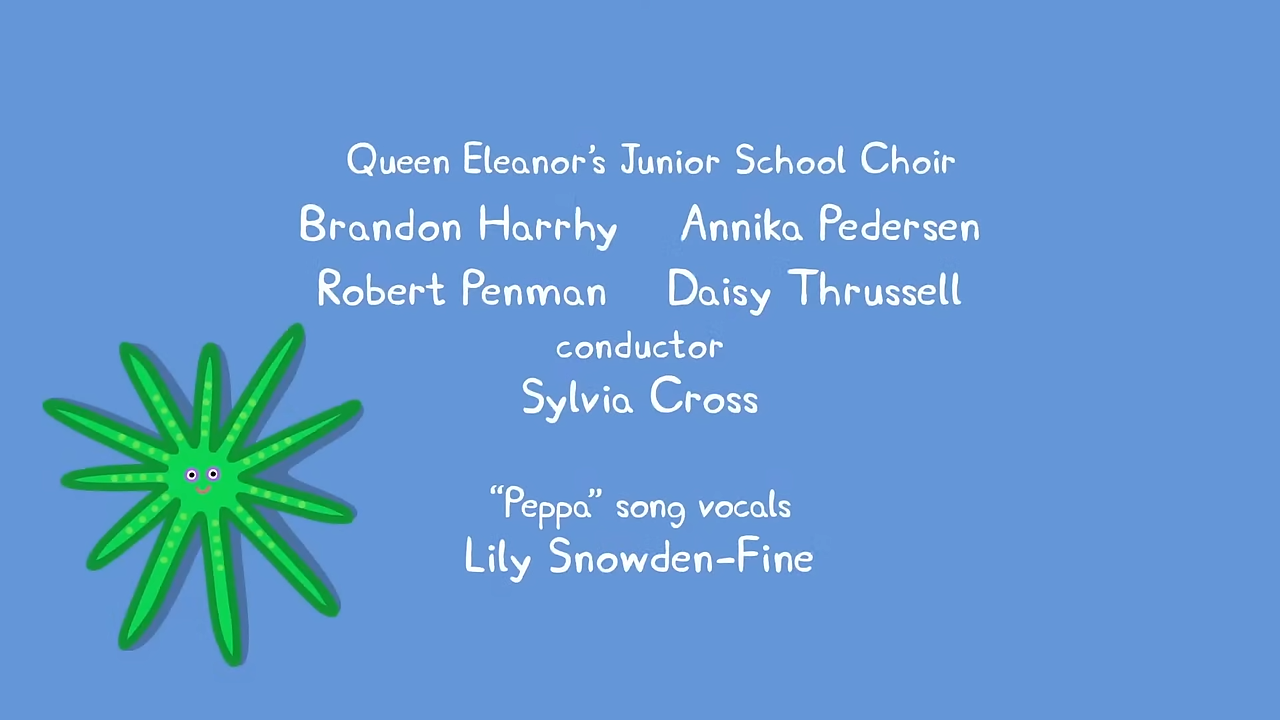 Queen Eleanor's Junior School Choir
Brandon Harrhy Annika Pedersen
Robert Penman Daisy Thrussell
conductor
Sylvia Cross
“Peppa” song vocals
Lily Snowden-Fine